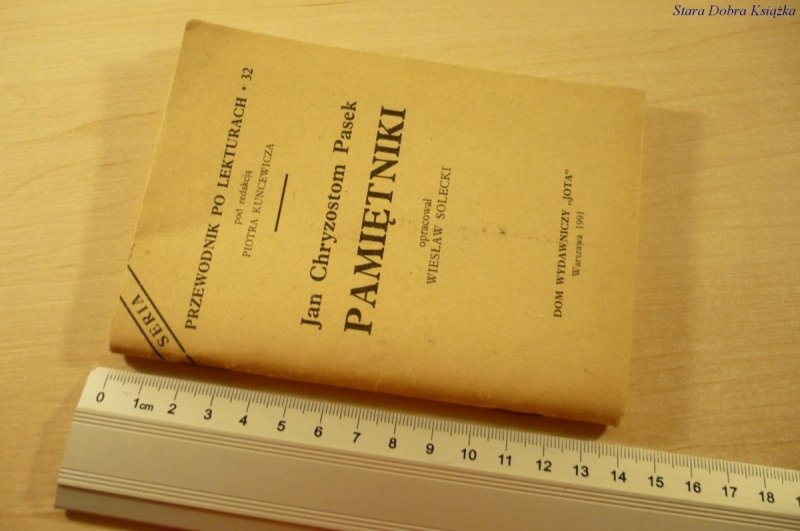 Stara Dobra Książka
SERIA
PRZEWODNIK PO LEKTURACH • 32
pod redakcją
PIOTRA KUNCEWICZA
Jan Chryzostom Pasek
PAMIĘTNIKI
opracował
WIESŁAW SOLECKI
DOM WYDAWNICZY „JOTA"
Warszawa 1991
0 1cm 2 3 4 5 6 7 8 9 10 11 12 13 14 15 16 17 18